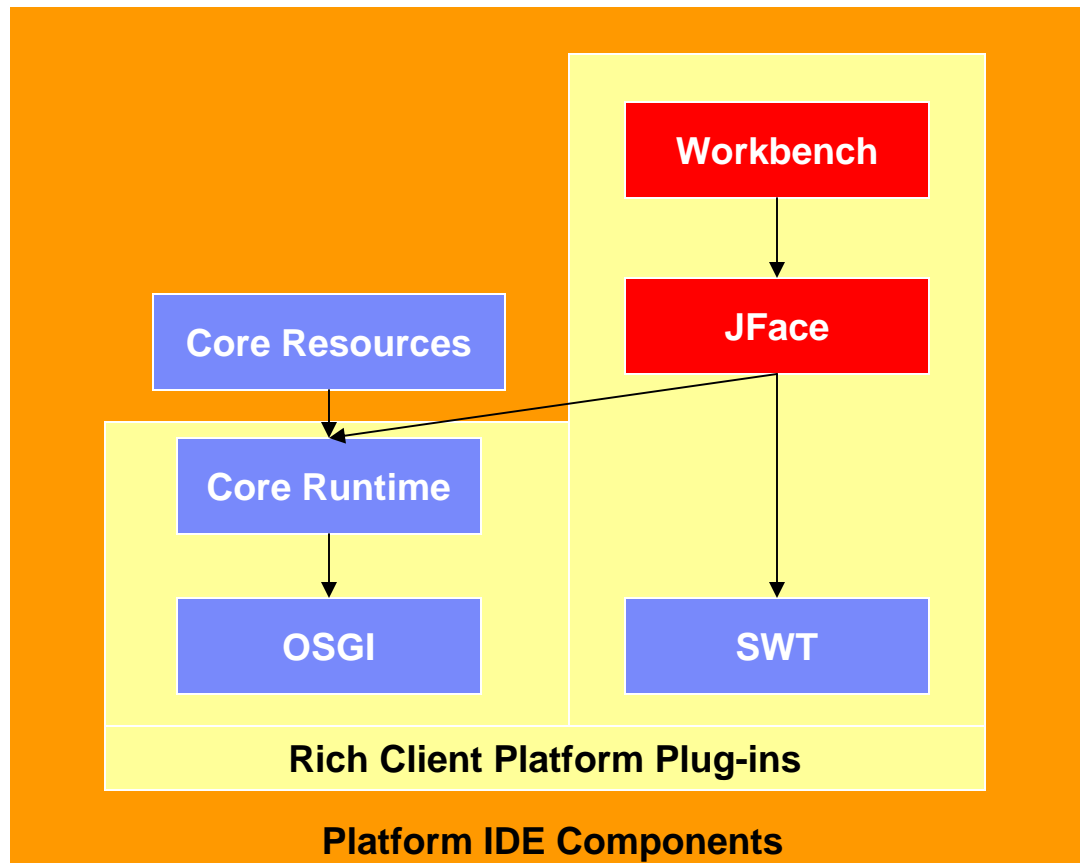 Workbench
JFace
Core Resources
Core Runtime
OSGI
SWT
Rich Client Platform Plug-ins
Platform IDE Components